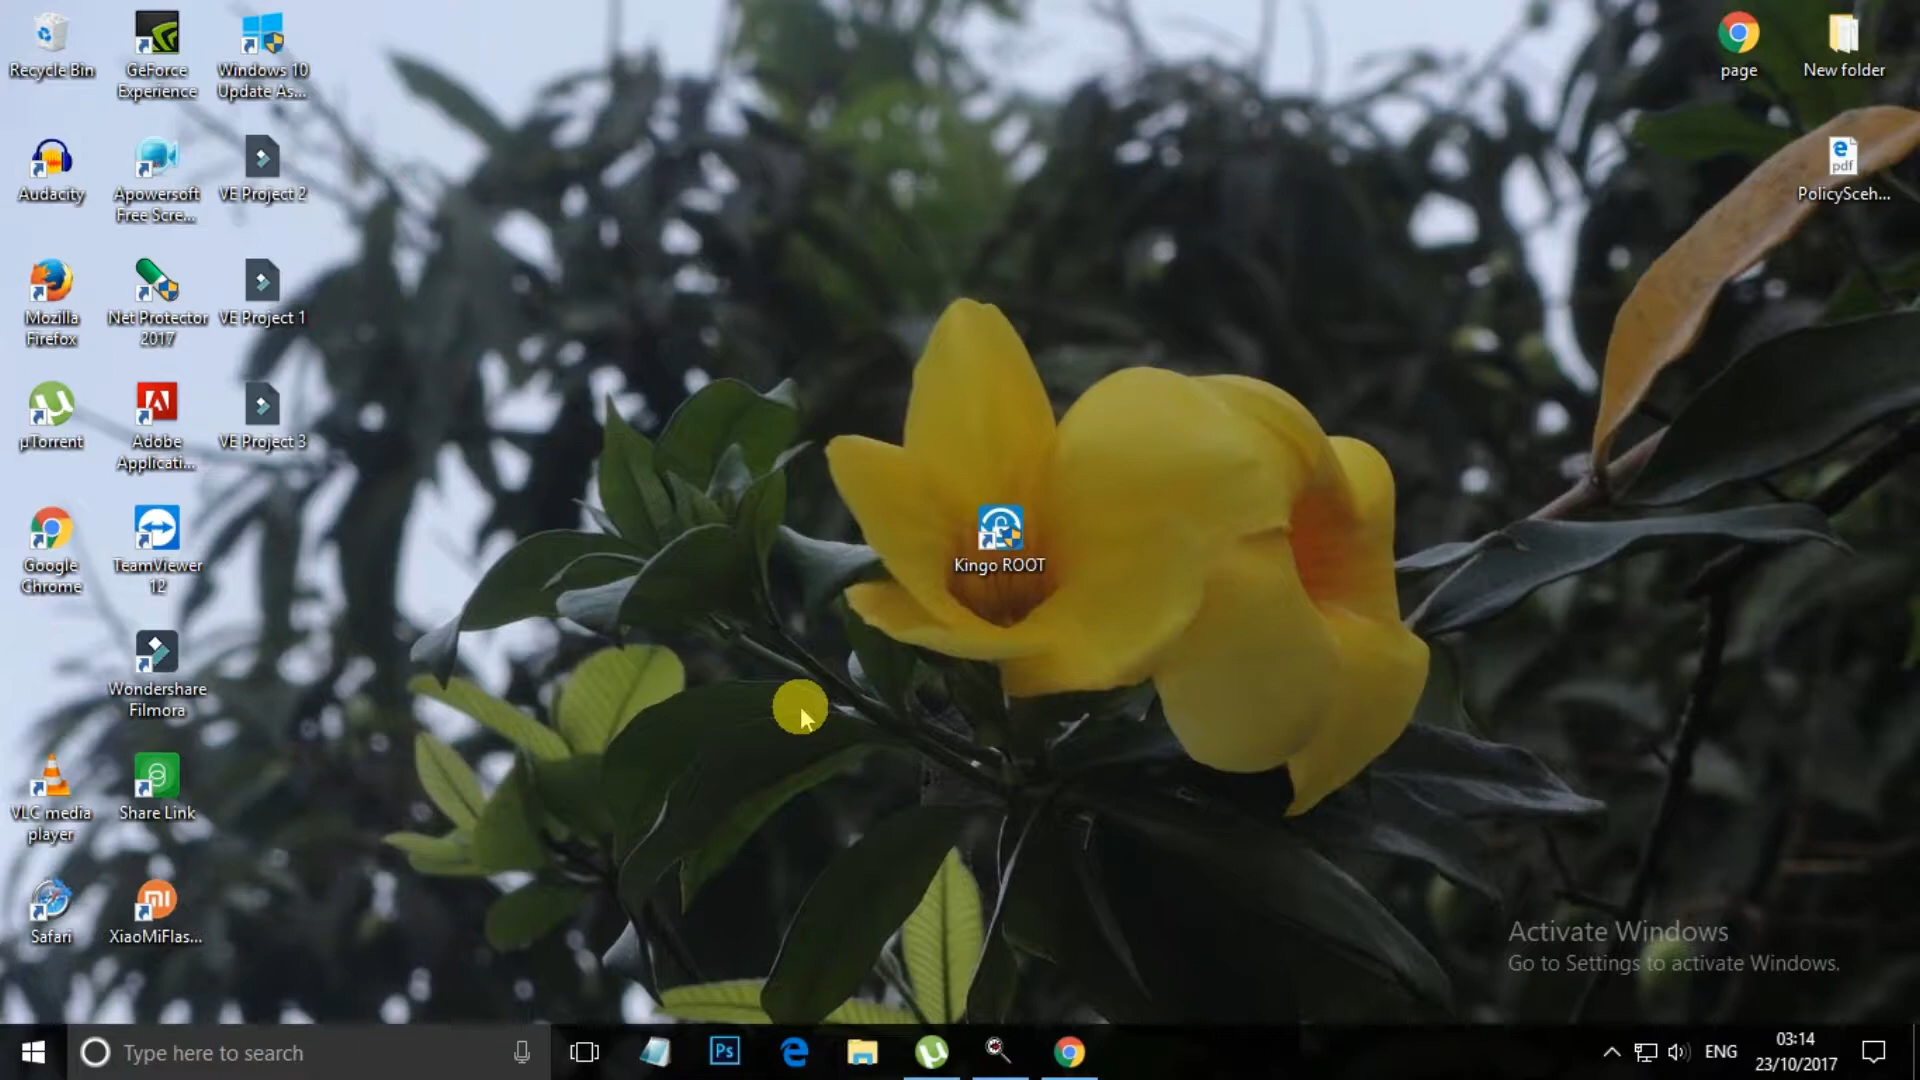 Recycle Bin
GeForce
Experience
Windows 10
Update As...
Audacity
Apowersoft
Free Scre...
VE Project 2
Mozilla
Firefox
Net Protector
2017
VE Project 1
µTorrent
Adobe
Applicati...
VE Project 3
Google
Chrome
TeamViewer
12
Wondershare
Filmora
VLC media
player
Share Link
Safari
XiaoMiFlas...
Kingo ROOT
page
New folder
pdf
PolicySceh...
Activate Windows
Go to Settings to activate Windows.
Type here to search
Ps
ENG
03:14
23/10/2017